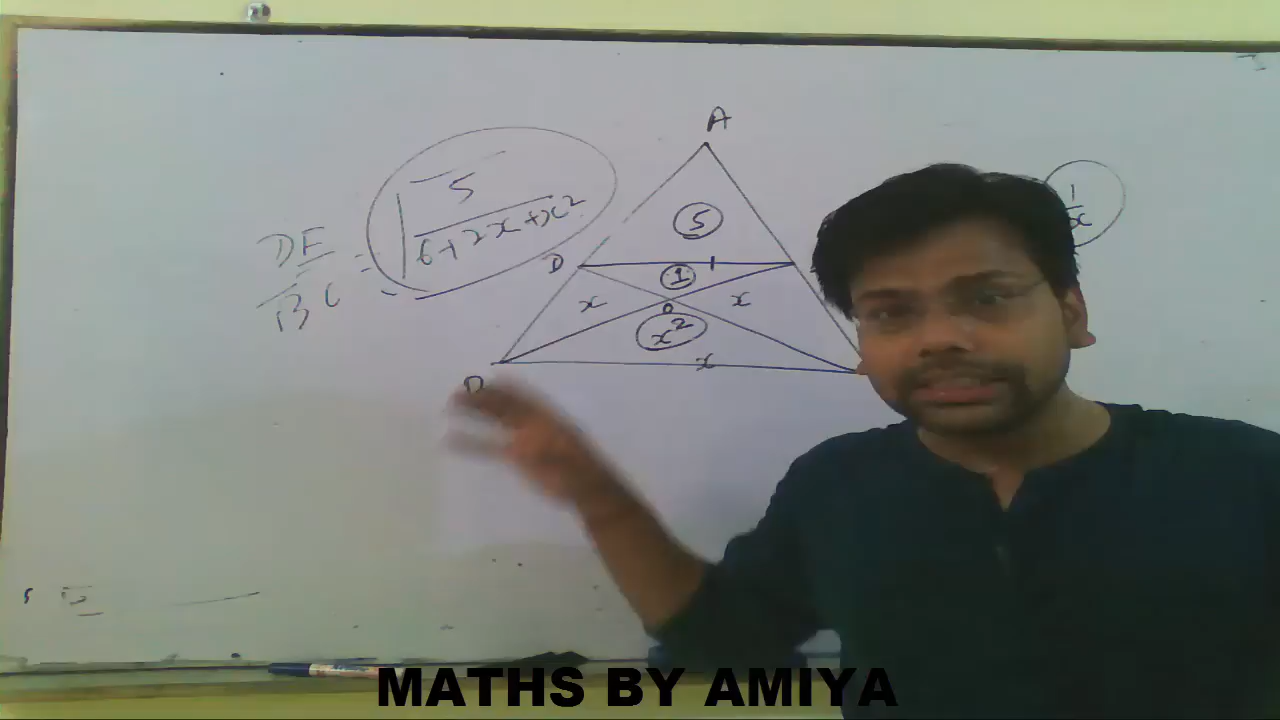 A
5
D
1
x x
O
x²
x
DE/BC = √(5/(6+2x+x²))
1/x
MATHS BY AMIYA